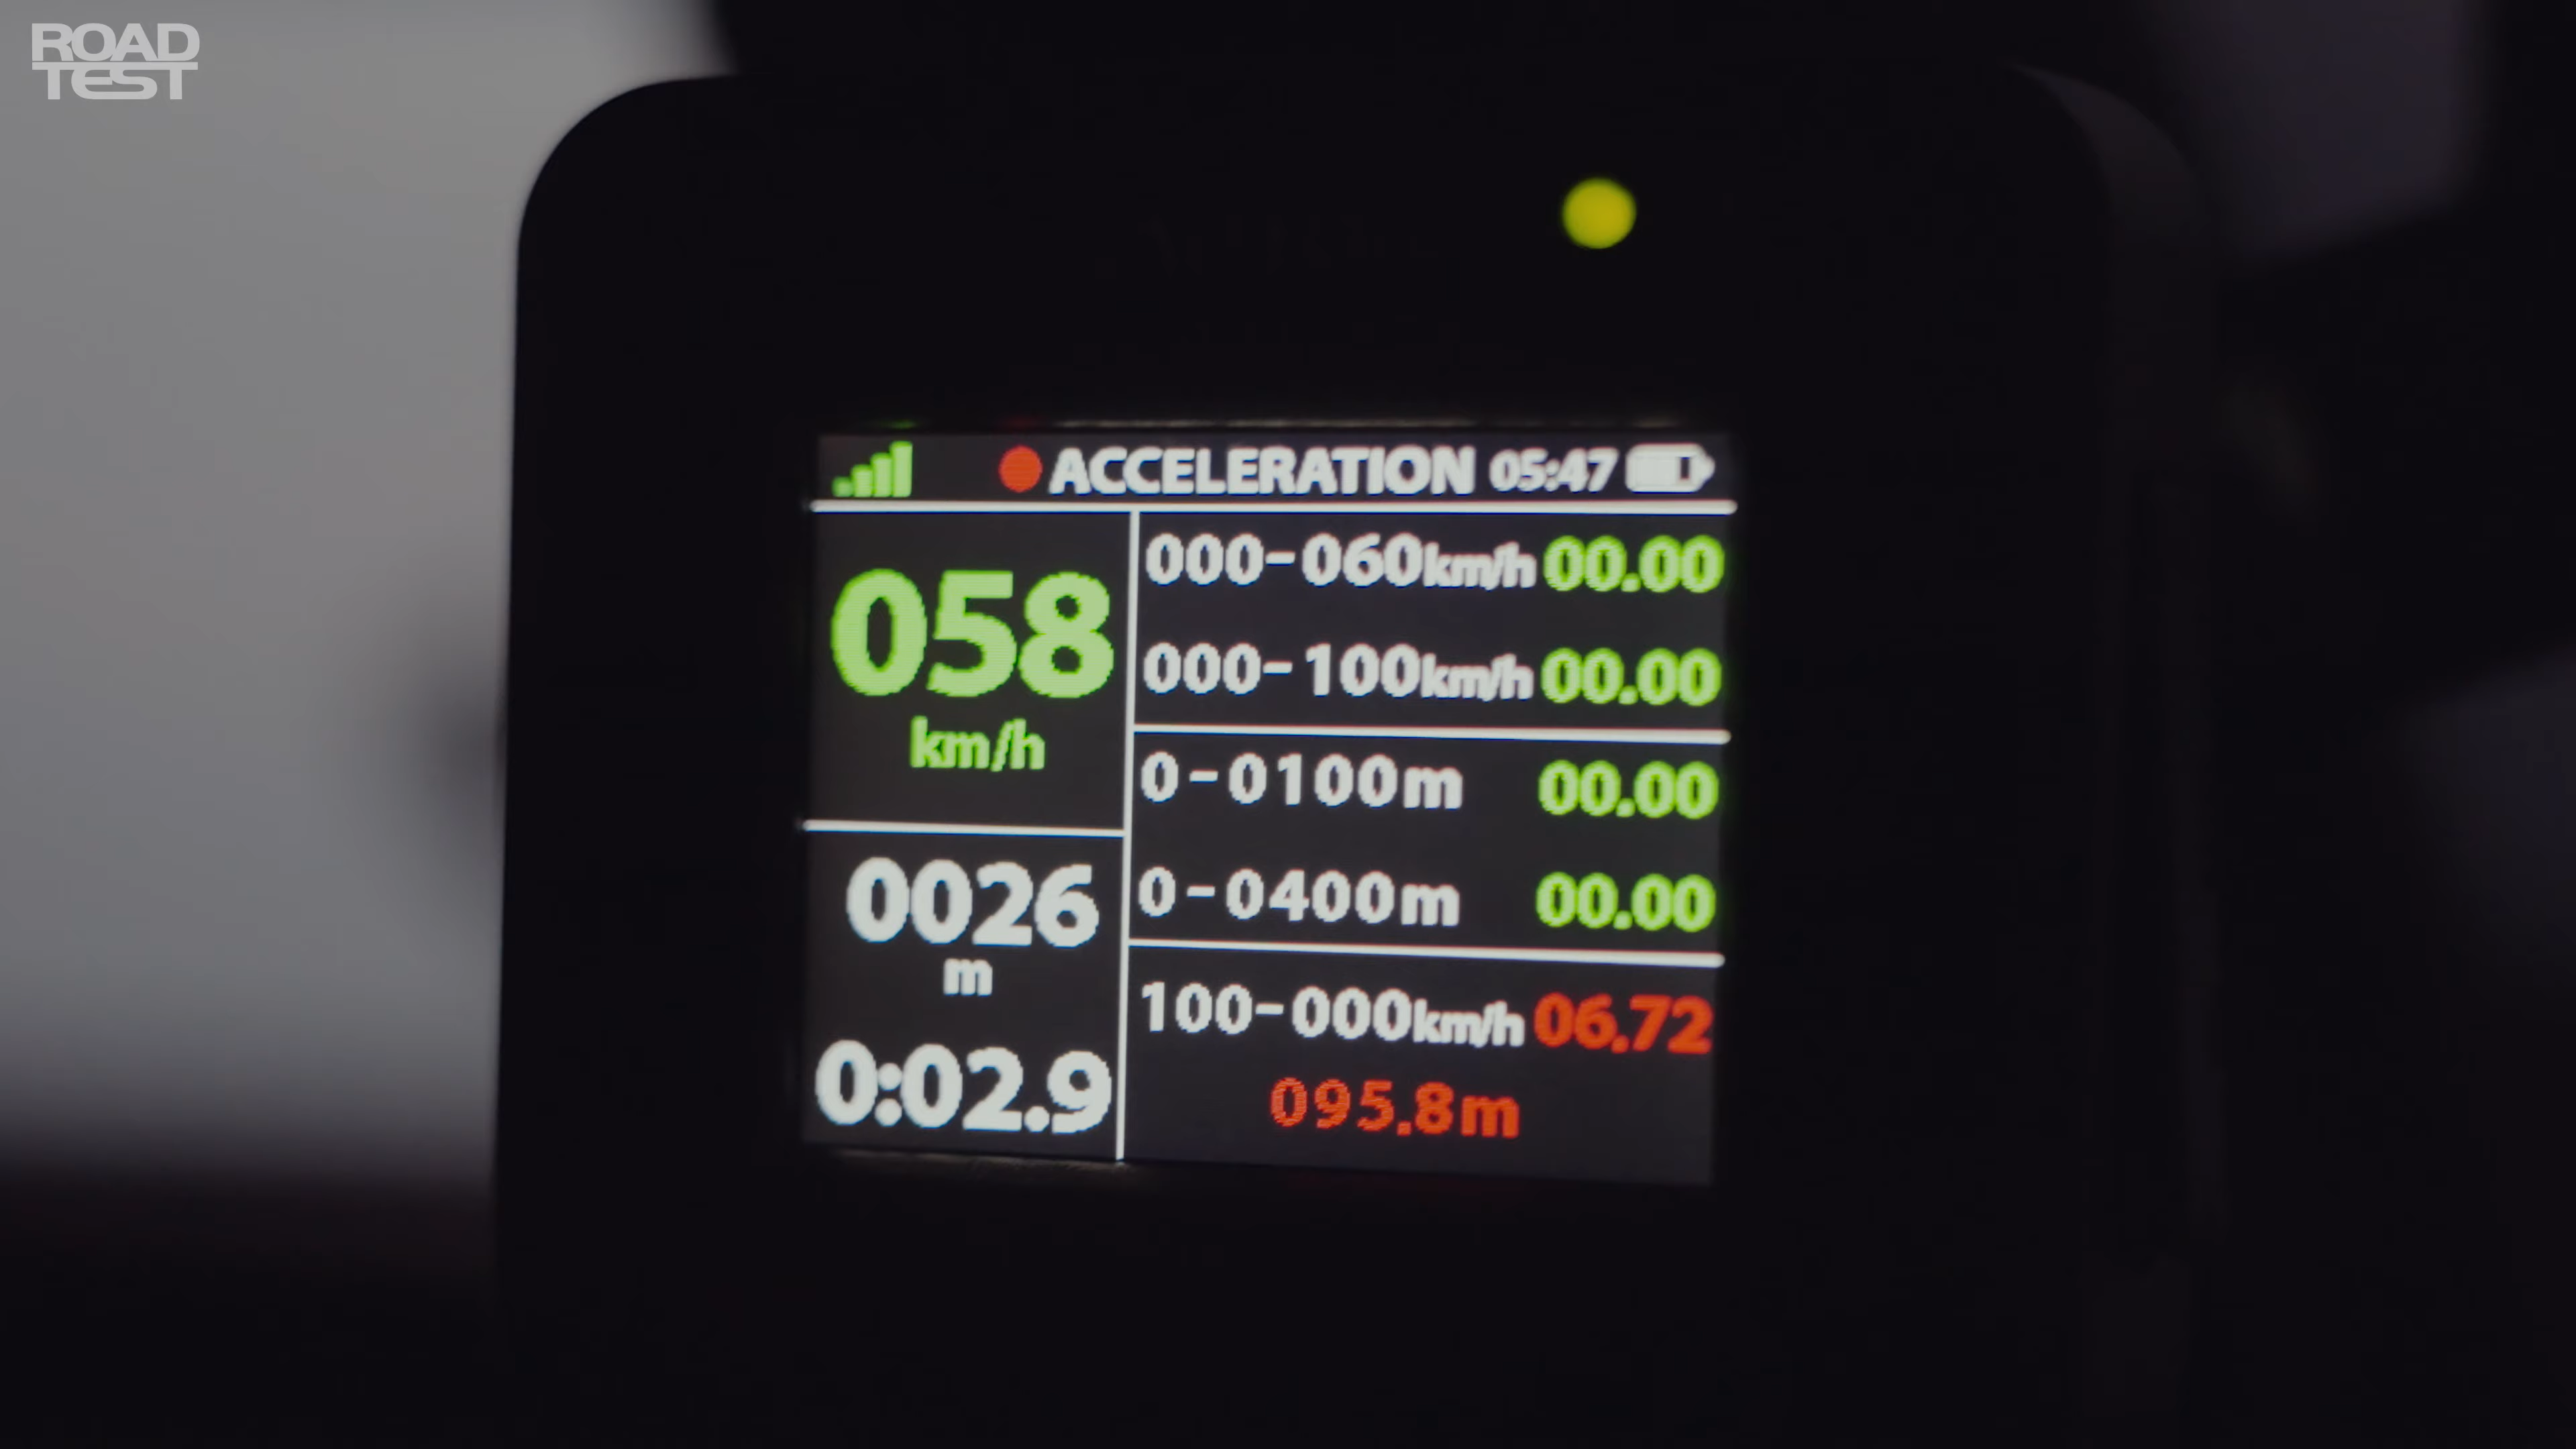 ROAD
TEST
ACCELERATION 05:47
058
km/h
0026
m
0:02.9
000-060km/h 00.00
000-100km/h 00.00
0-0100m 00.00
0-0400m 00.00
100-000km/h 06.72
095.8m